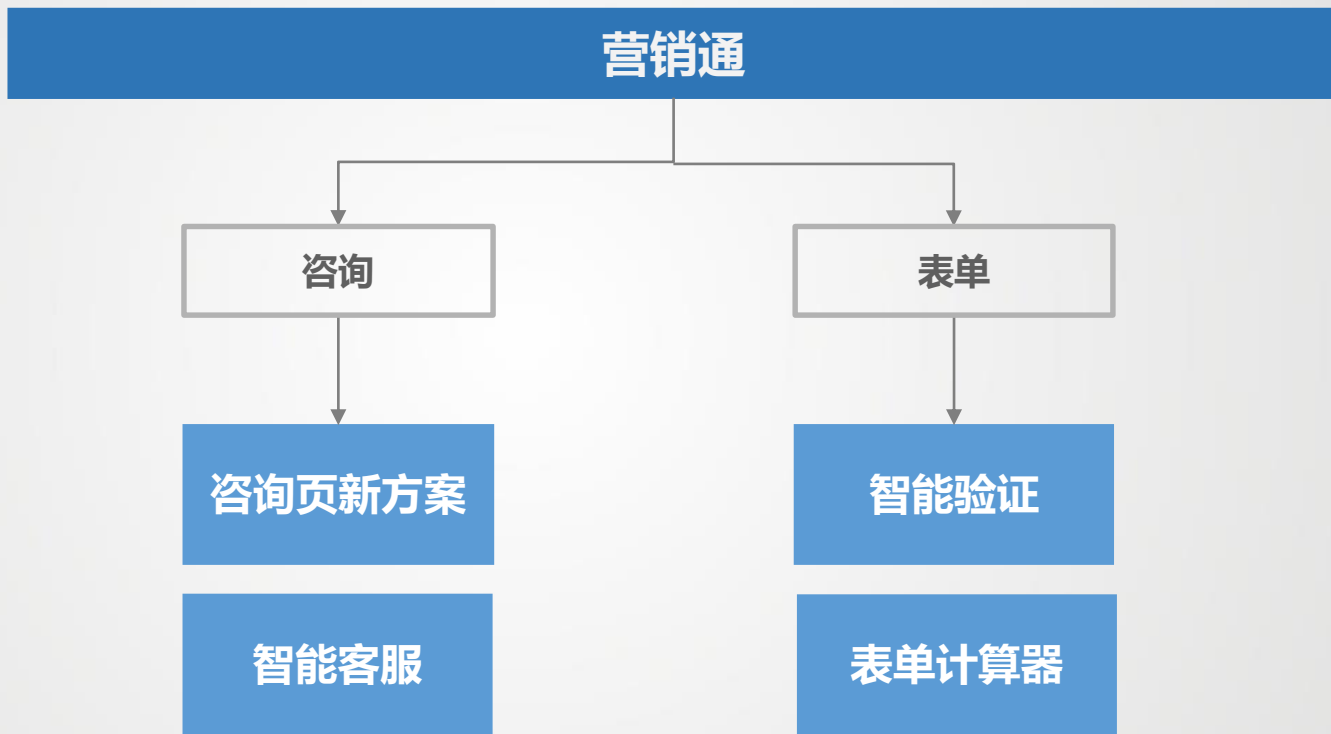 营销通
咨询
表单
咨询页新方案
智能验证
智能客服
表单计算器